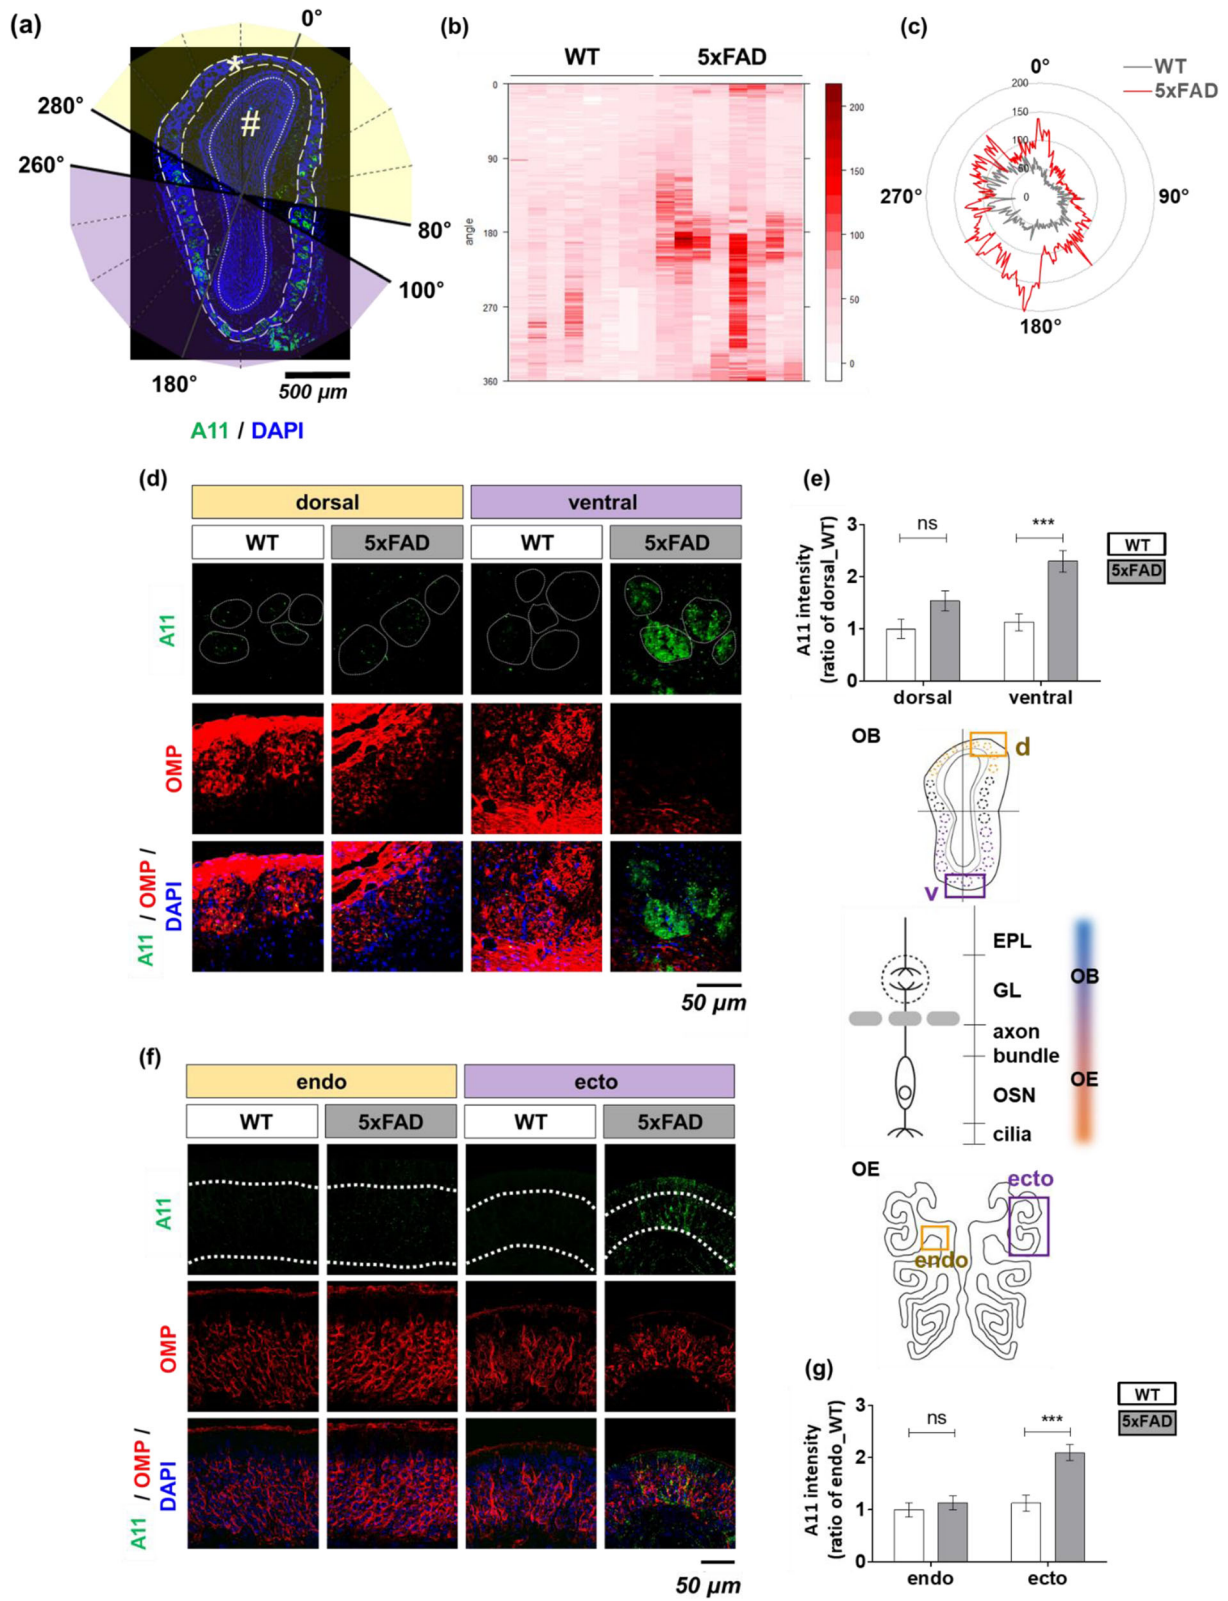 (a)
0°
280°
260°
*
#
80°
100°
180°
500 µm
A11 / DAPI
(b)
WT
5xFAD
0
90
180
270
360
angle
200
150
100
50
0
(c)
WT
5xFAD
0°
200
150
100
50
0
270°
90°
180°
(d)
dorsal
ventral
WT
5xFAD
WT
5xFAD
A11
OMP
A11 / OMP /
DAPI
50 µm
(e)
3
2
1
0
A11 intensity
(ratio of dorsal_WT)
ns
***
WT
5xFAD
dorsal
ventral
OB
d
v
EPL
GL
axon
bundle
OSN
cilia
OB
OE
OE
ecto
endo
(f)
endo
ecto
WT
5xFAD
WT
5xFAD
A11
OMP
A11 / OMP /
DAPI
50 µm
(g)
3
2
1
0
A11 intensity
(ratio of endo_WT)
ns
***
WT
5xFAD
endo
ecto